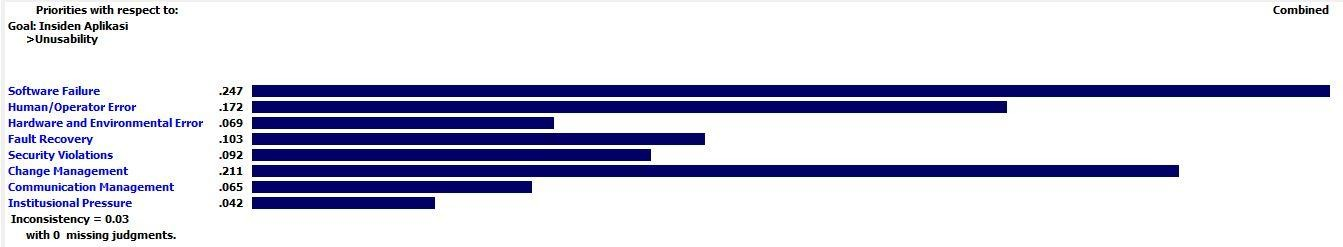 Priorities with respect to:
Combined
Goal: Insiden Aplikasi
>Unusability
Software Failure .247
Human/Operator Error .172
Hardware and Environmental Error .069
Fault Recovery .103
Security Violations .092
Change Management .211
Communication Management .065
Institusional Pressure .042
Inconsistency = 0.03
with 0 missing judgments.